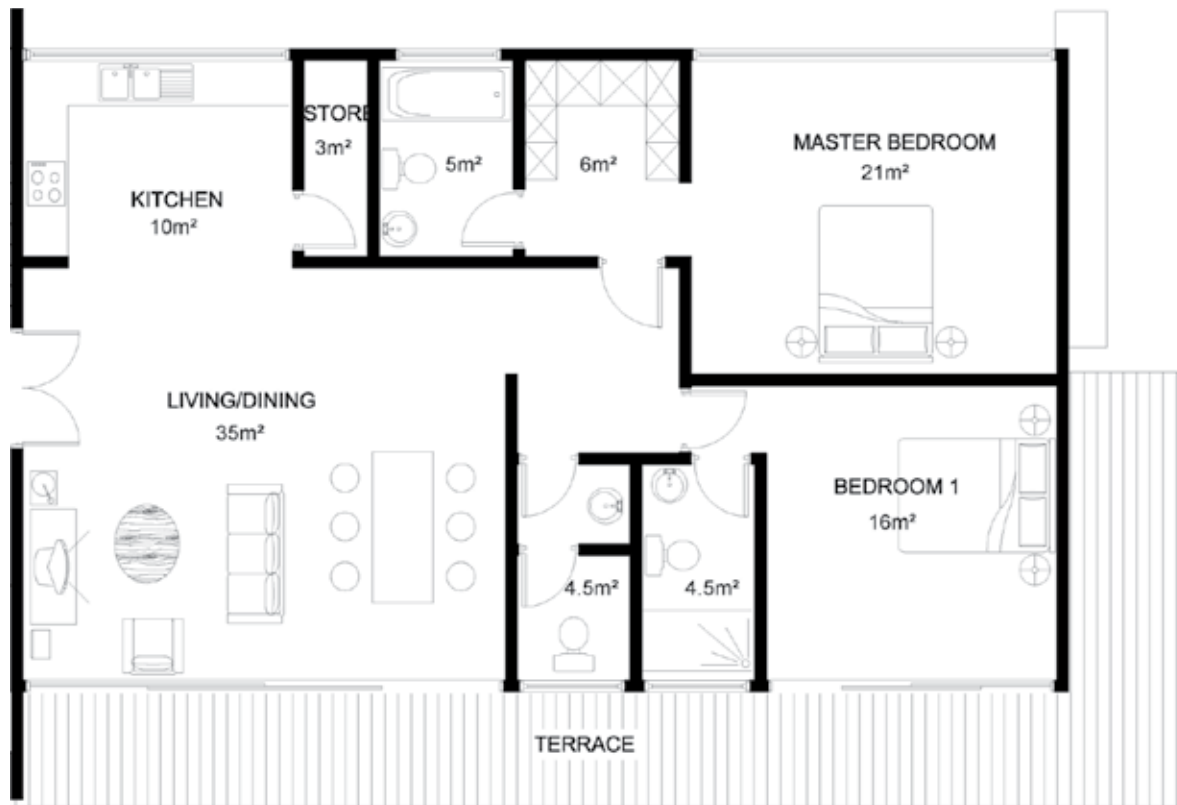 STORE
3m²
5m²
6m²
MASTER BEDROOM
21m²
KITCHEN
10m²
LIVING/DINING
35m²
BEDROOM 1
16m²
4.5m²
4.5m²
TERRACE